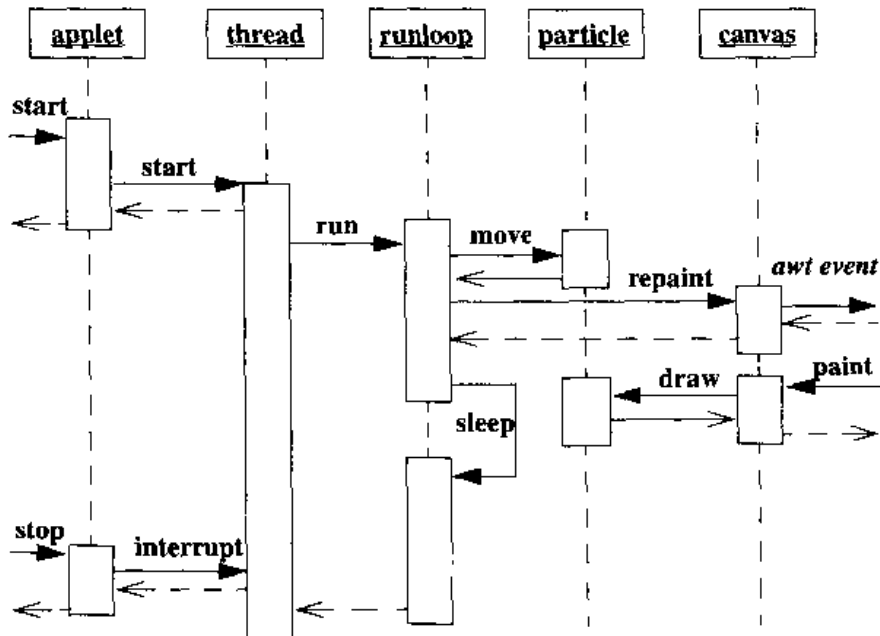 applet
thread
runloop
particle
canvas
start
start
run
move
awt event
repaint
draw
paint
sleep
stop
interrupt